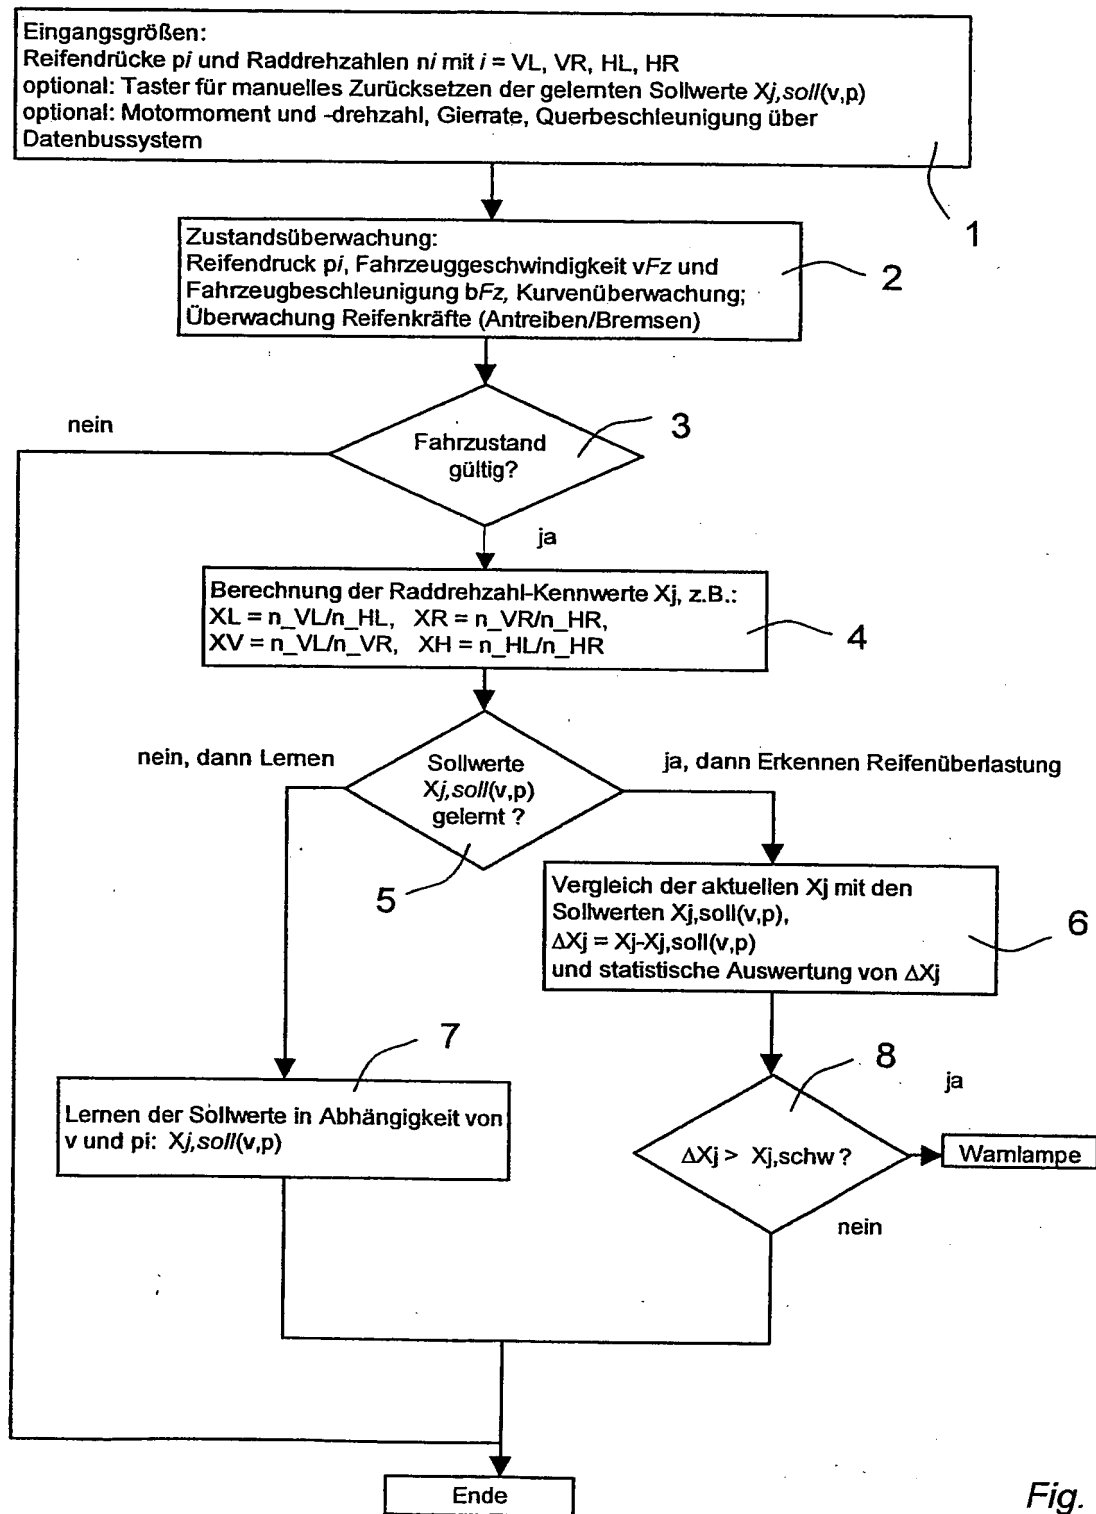 Eingangsgrößen:
Reifendrücke pi und Raddrehzahlen ni mit i = VL, VR, HL, HR
optional: Taster für manuelles Zurücksetzen der gelernten Sollwerte Xj,soll(v,p)
optional: Motormoment und -drehzahl, Gierrate, Querbeschleunigung über
Datenbussystem
1
Zustandsüberwachung:
Reifendruck pi, Fahrzeuggeschwindigkeit vFz und
Fahrzeugbeschleunigung bFz, Kurvenüberwachung;
Überwachung Reifenkräfte (Antreiben/Bremsen)
2
nein
Fahrzustand
gültig?
3
ja
Berechnung der Raddrehzahl-Kennwerte Xj, z.B.:
XL = n_VL/n_HL, XR = n_VR/n_HR,
XV = n_VL/n_VR, XH = n_HL/n_HR
4
nein, dann Lernen
Sollwerte
Xj,soll(v,p)
gelernt ?
ja, dann Erkennen Reifenüberlastung
5
Vergleich der aktuellen Xj mit den
Sollwerten Xj,soll(v,p),
ΔXj = Xj-Xj,soll(v,p)
und statistische Auswertung von ΔXj
6
7
Lernen der Sollwerte in Abhängigkeit von
v und pi: Xj,soll(v,p)
8
ja
ΔXj > Xj,schw ?
Warnlampe
nein
Ende
Fig.